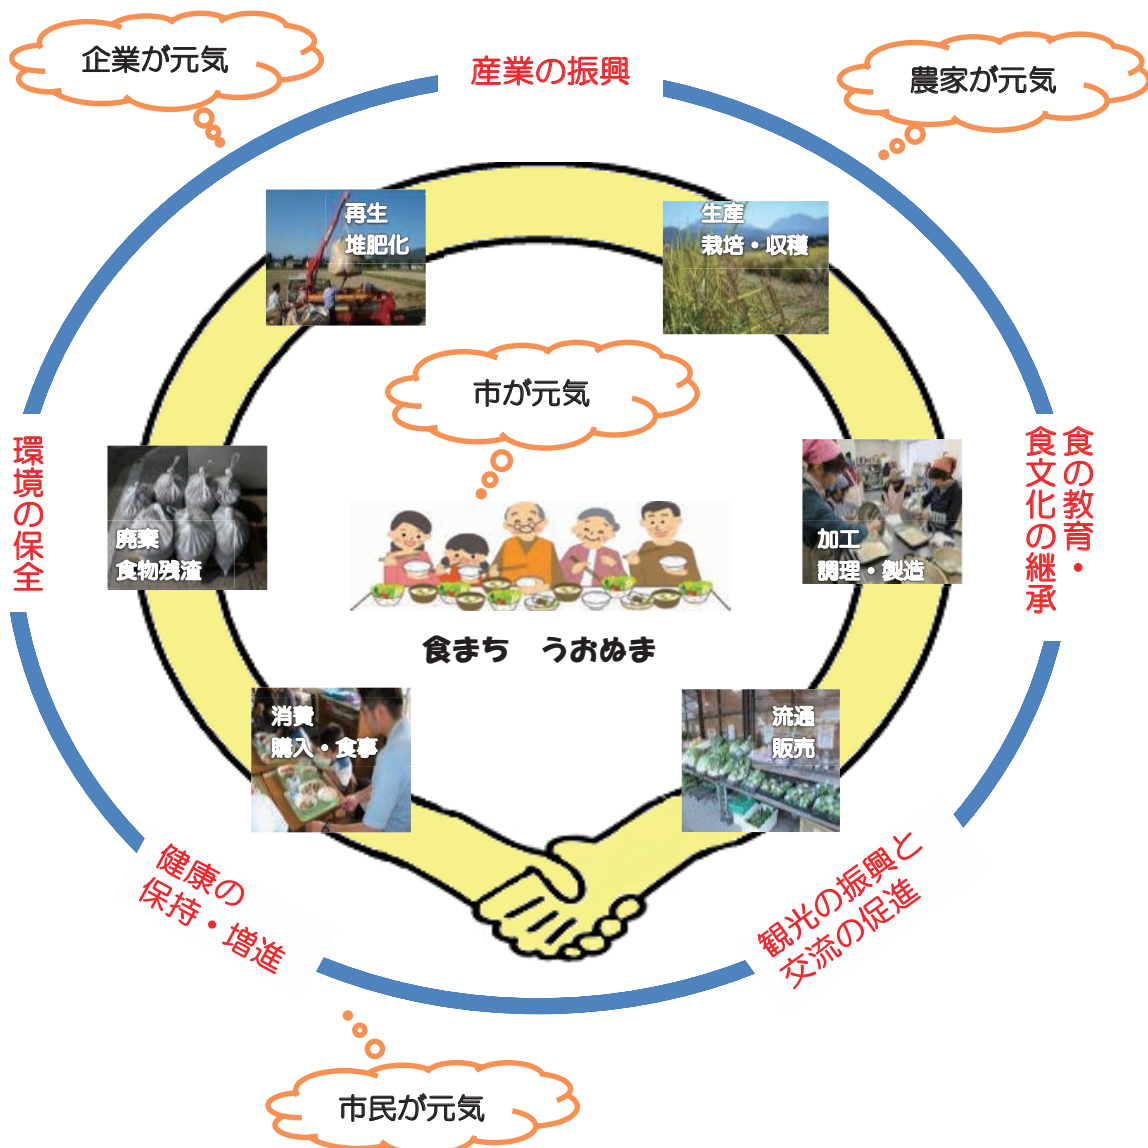 企業が元気
産業の振興
農家が元気
再生
堆肥化
生産
栽培・収穫
市が元気
環境の保全
食の教育・
食文化の継承
廃棄
食物残渣
加工
調理・製造
食まち うおぬま
消費
購入・食事
流通
販売
健康の
保持・増進
観光の振興と
交流の促進
市民が元気